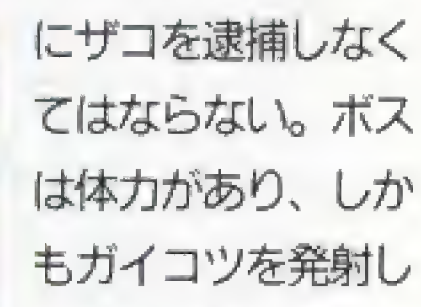 にザコを逮捕しなく
てはならない。ボス
は体力があり、しか
もガイコツを発射し